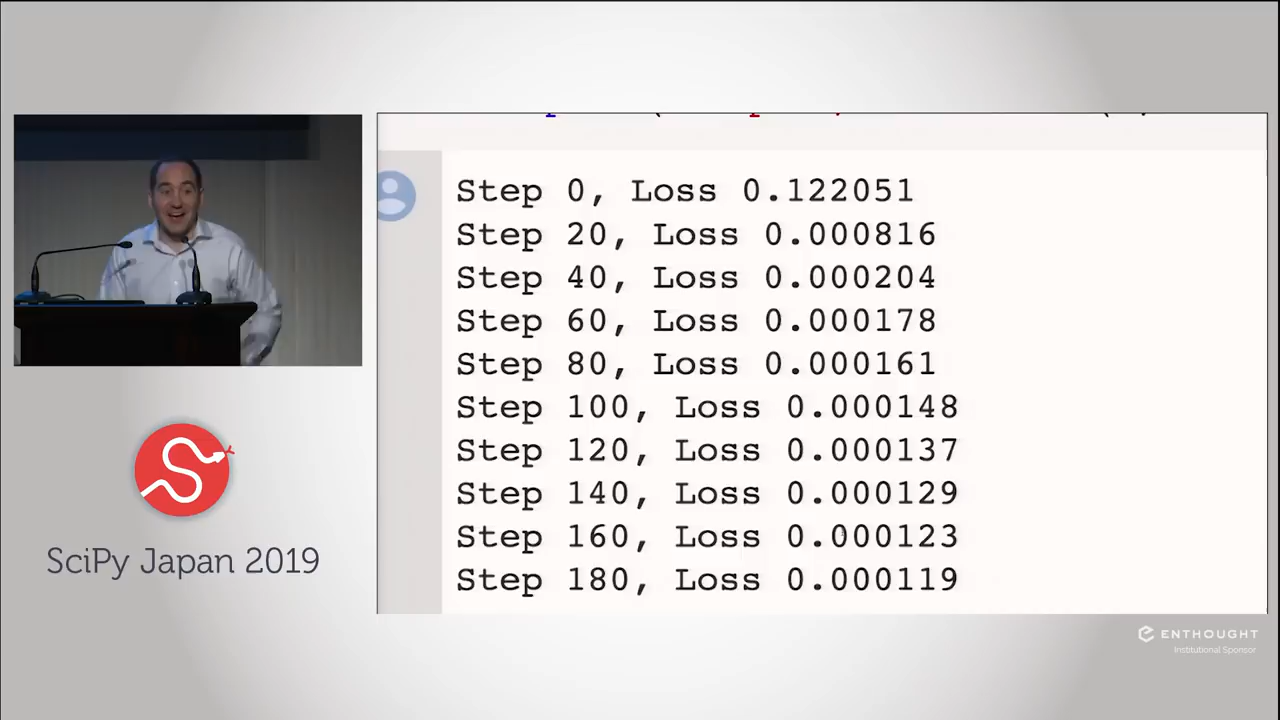 Step 0, Loss 0.122051
Step 20, Loss 0.000816
Step 40, Loss 0.000204
Step 60, Loss 0.000178
Step 80, Loss 0.000161
Step 100, Loss 0.000148
Step 120, Loss 0.000137
Step 140, Loss 0.000129
Step 160, Loss 0.000123
Step 180, Loss 0.000119
SciPy Japan 2019
ENTHOUGHT
Institutional Sponsor